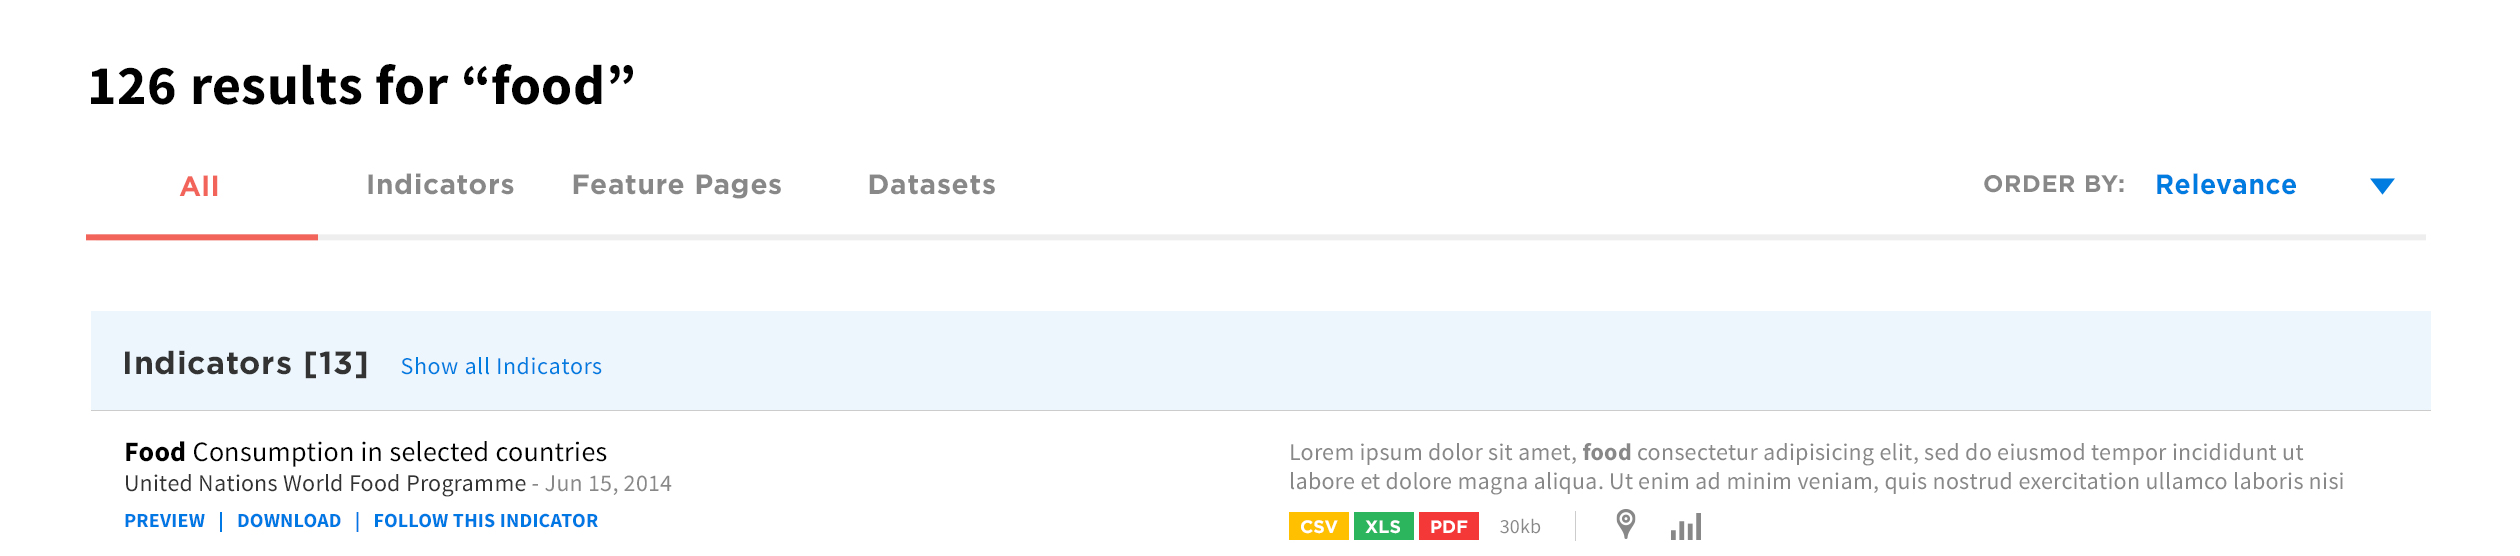 126 results for “food”
All Indicators Feature Pages Datasets ORDER BY: Relevance
Indicators [13] Show all Indicators
Food Consumption in selected countries
United Nations World Food Programme - Jun 15, 2014
PREVIEW | DOWNLOAD | FOLLOW THIS INDICATOR
Lorem ipsum dolor sit amet, food consectetur adipisicing elit, sed do eiusmod tempor incididunt ut
labore et dolore magna aliqua. Ut enim ad minim veniam, quis nostrud exercitation ullamco laboris nisi
CSV XLS PDF 30kb